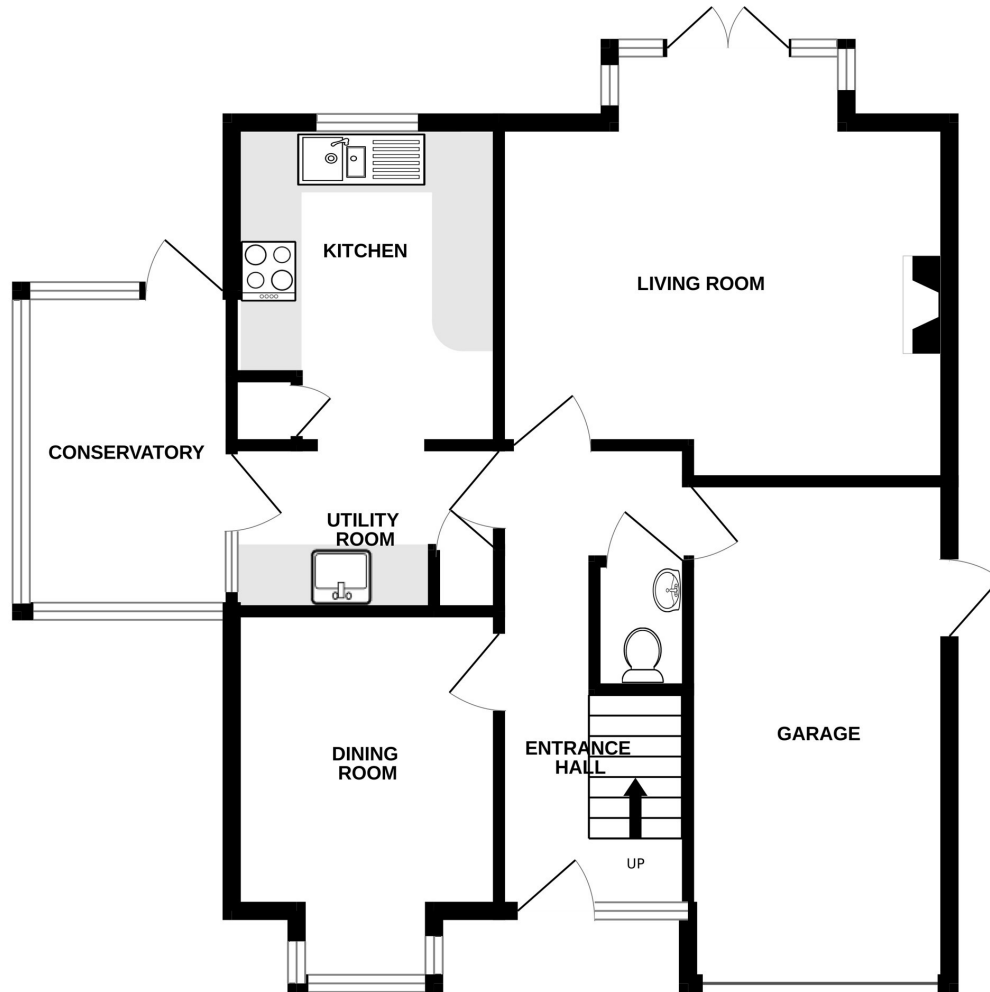 KITCHEN
LIVING ROOM
CONSERVATORY
UTILITY
ROOM
DINING
ROOM
ENTRANCE
HALL
GARAGE
UP